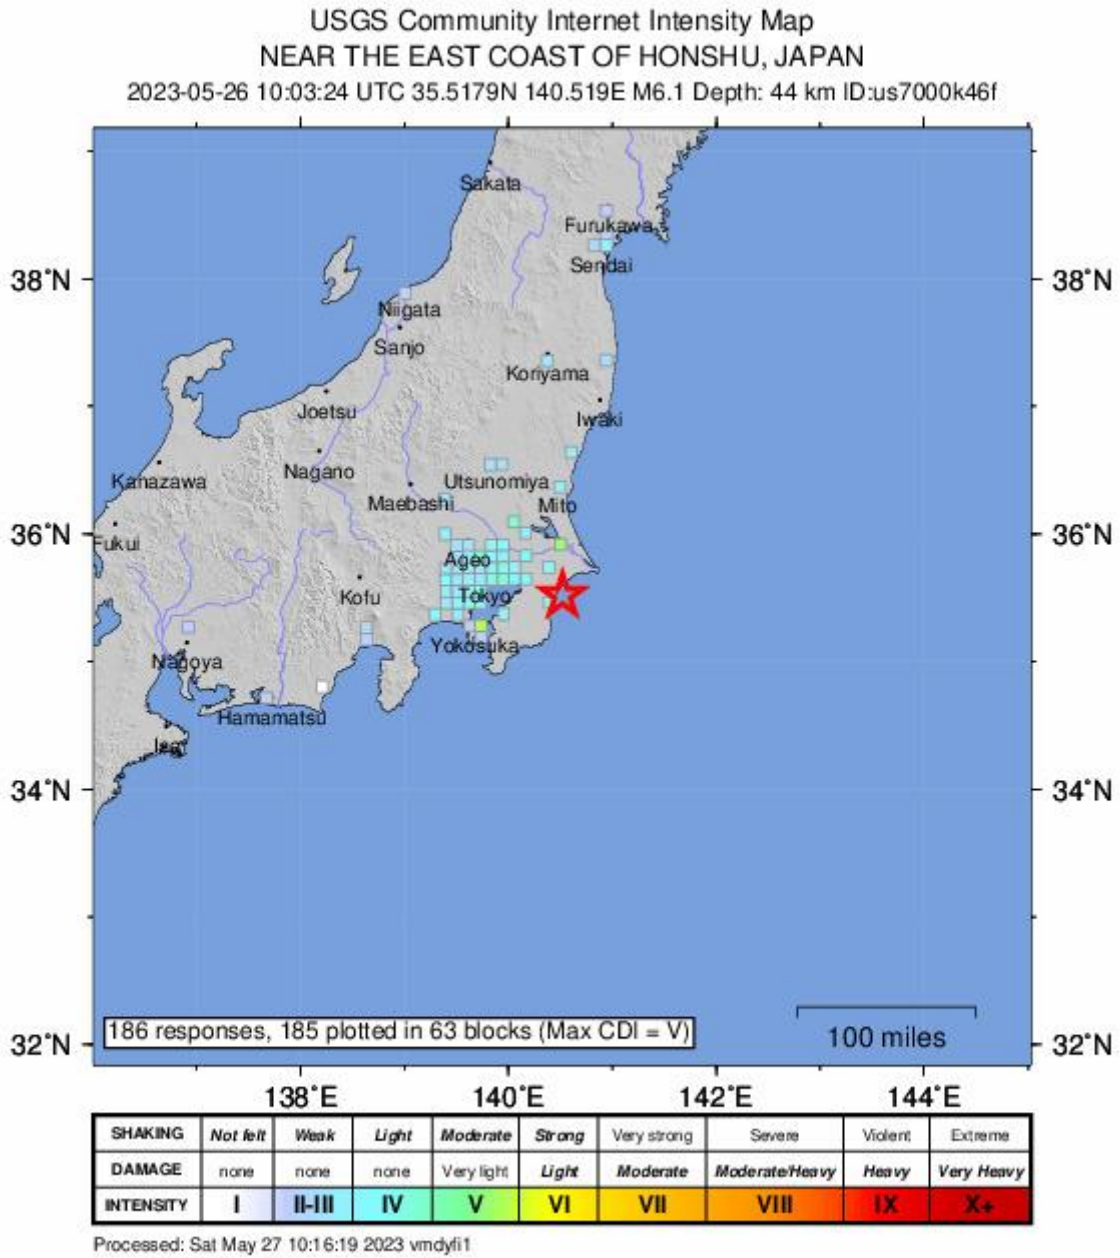 USGS Community Internet Intensity Map
NEAR THE EAST COAST OF HONSHU, JAPAN
2023-05-26 10:03:24 UTC 35.5179N 140.519E M6.1 Depth: 44 km ID:us7000k46f
Sakata
Furukawa
Sendai
38°N
38°N
Niigata
Sanjo
Koriyama
Joetsu
Iwaki
Nagano
Kanazawa
Utsunomiya
Maebashi
Mito
36°N
36°N
Fukui
Ageo
Kofu
Tokyo
Yokosuka
Nagoya
Hamamatsu
Ise
34°N
34°N
186 responses, 185 plotted in 63 blocks (Max CDI = V)
100 miles
32°N
32°N
138°E 140°E 142°E 144°E
SHAKING Not felt Weak Light Moderate Strong Very strong Severe Violent Extreme
DAMAGE none none none Very light Light Moderate Moderate/Heavy Heavy Very Heavy
INTENSITY I II-III IV V VI VII VIII IX X+
Processed: Sat May 27 10:16:19 2023 vmdyfi1